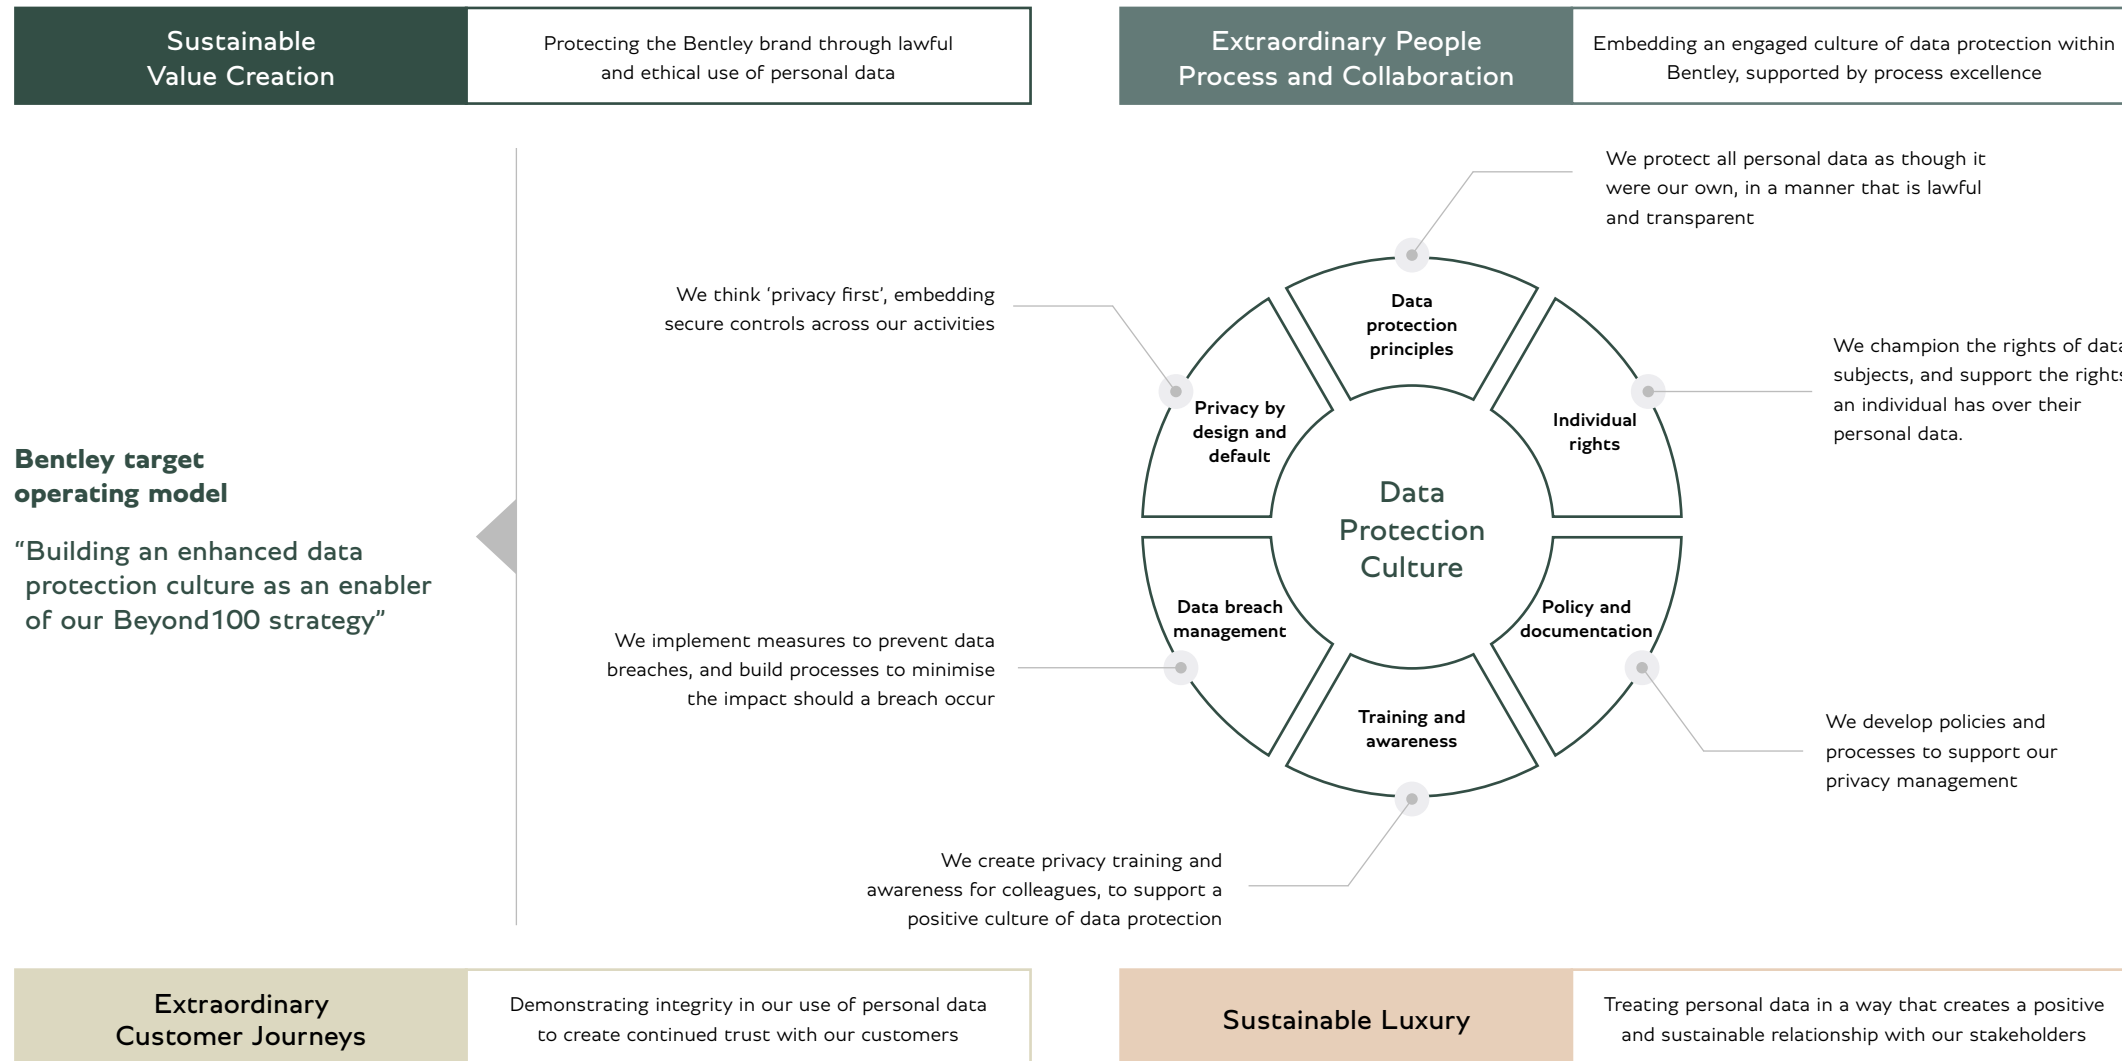 Sustainable
Value Creation
Protecting the Bentley brand through lawful
and ethical use of personal data
Extraordinary People
Process and Collaboration
Embedding an engaged culture of data protection within
Bentley, supported by process excellence
Bentley target
operating model
“Building an enhanced data
protection culture as an enabler
of our Beyond100 strategy”
We protect all personal data as though it
were our own, in a manner that is lawful
and transparent
We think ‘privacy first’, embedding
secure controls across our activities
We champion the rights of data
subjects, and support the rights
an individual has over their
personal data.
Data
protection
principles
Privacy by
design and
default
Individual
rights
Data
Protection
Culture
Data breach
management
Policy and
documentation
Training and
awareness
We implement measures to prevent data
breaches, and build processes to minimise
the impact should a breach occur
We develop policies and
processes to support our
privacy management
We create privacy training and
awareness for colleagues, to support a
positive culture of data protection
Extraordinary
Customer Journeys
Demonstrating integrity in our use of personal data
to create continued trust with our customers
Sustainable Luxury
Treating personal data in a way that creates a positive
and sustainable relationship with our stakeholders